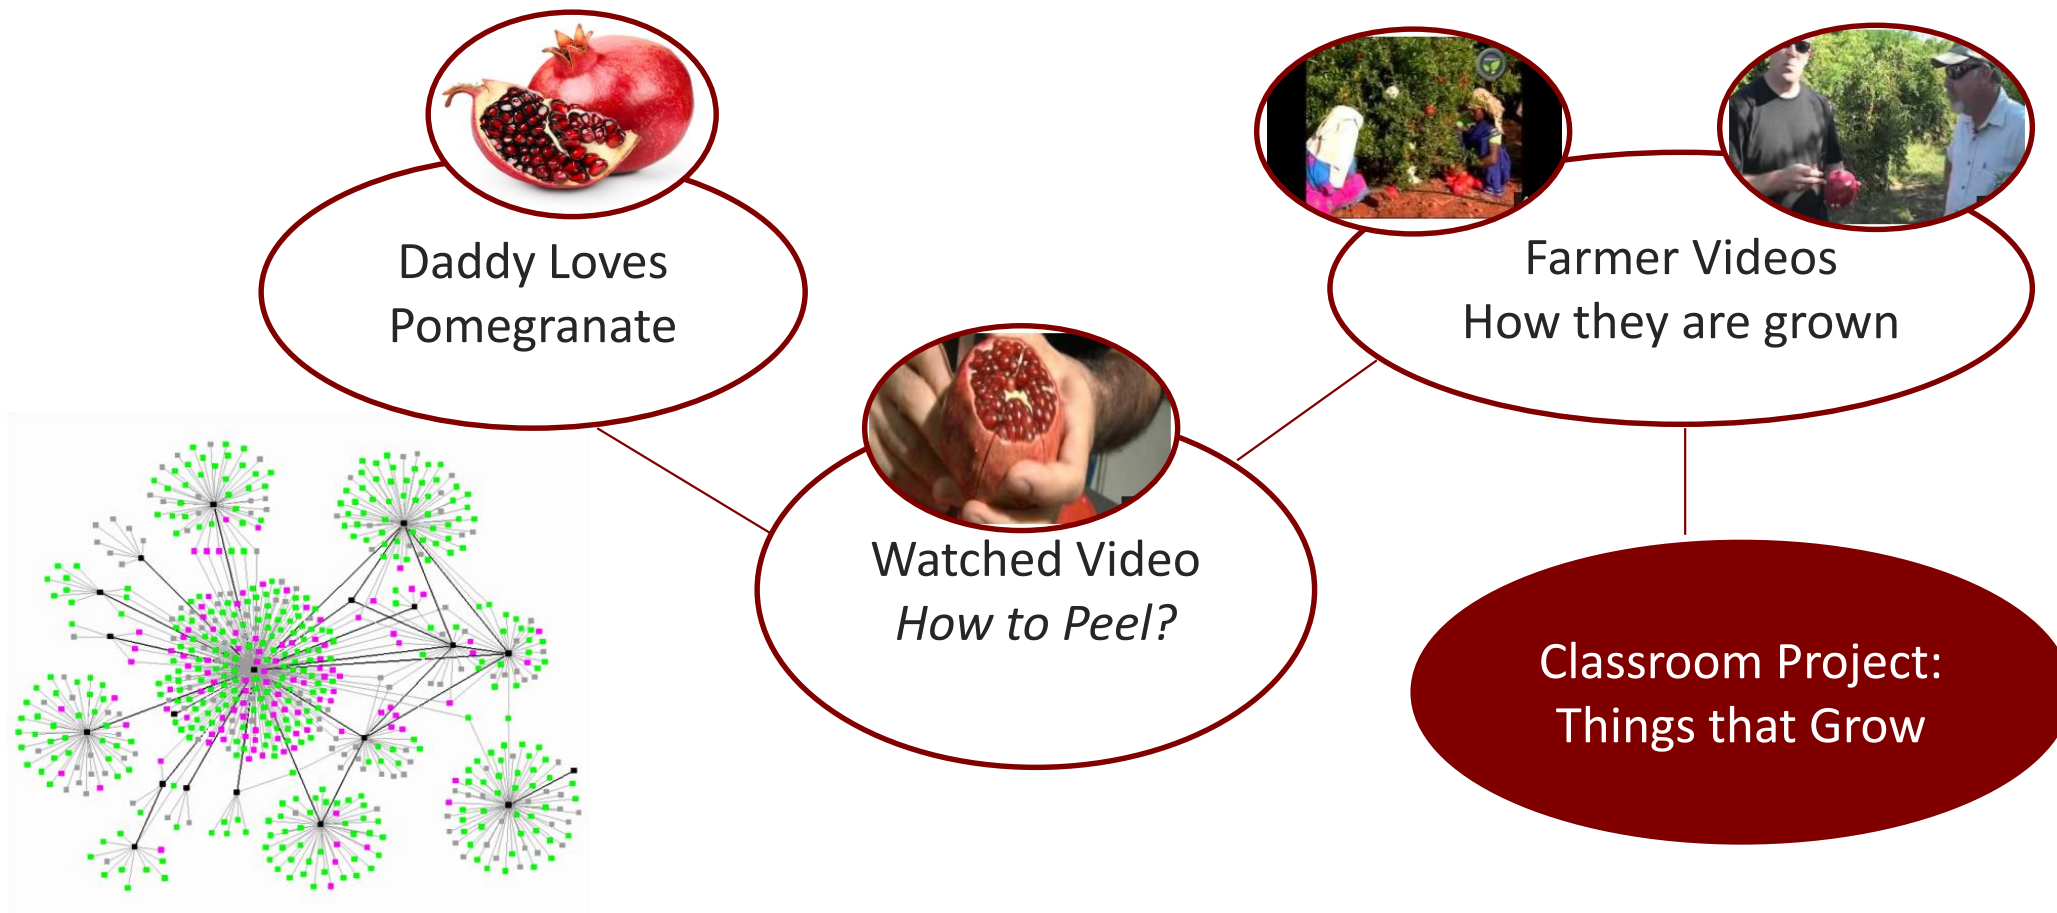 Daddy Loves
Pomegranate
Watched Video
How to Peel?
Farmer Videos
How they are grown
Classroom Project:
Things that Grow